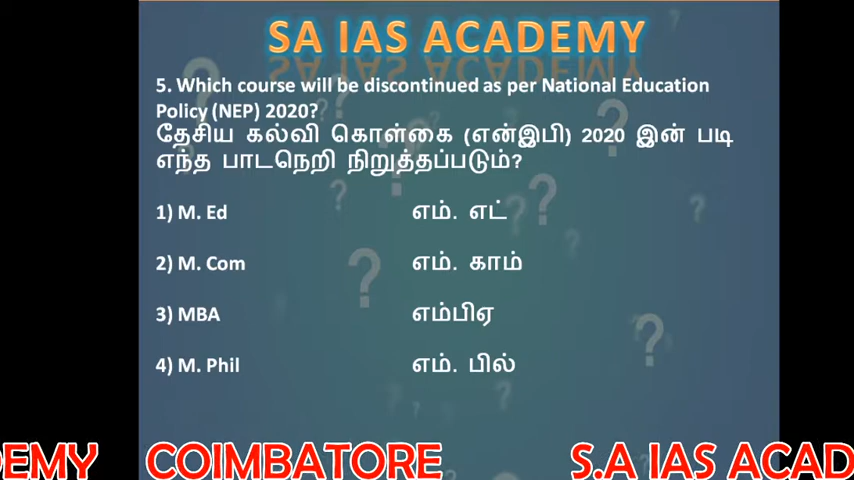 SA IAS ACADEMY
5. Which course will be discontinued as per National Education
Policy (NEP) 2020?
தேசிய கல்வி கொள்கை (என்இபி) 2020 இன் படி
எந்த பாடநெறி நிறுத்தப்படும்?
1) M. Ed எம். எட்
2) M. Com எம். காம்
3) MBA எம்பிஏ
4) M. Phil எம். பில்
DEMY COIMBATORE S.A IAS ACAD